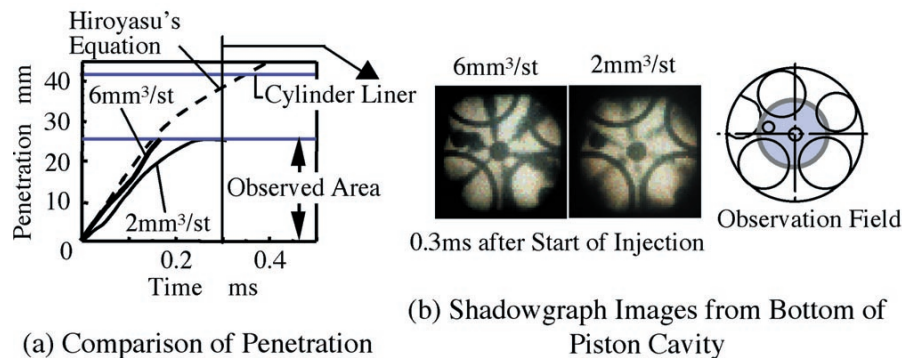 Hiroyasu's
Equation
40
30
20
10
0
Penetration mm
6mm³/st
Cylinder Liner
Observed Area
2mm³/st
0.2
0.4
Time ms
(a) Comparison of Penetration
6mm³/st
2mm³/st
0.3ms after Start of Injection
Observation Field
(b) Shadowgraph Images from Bottom of
Piston Cavity